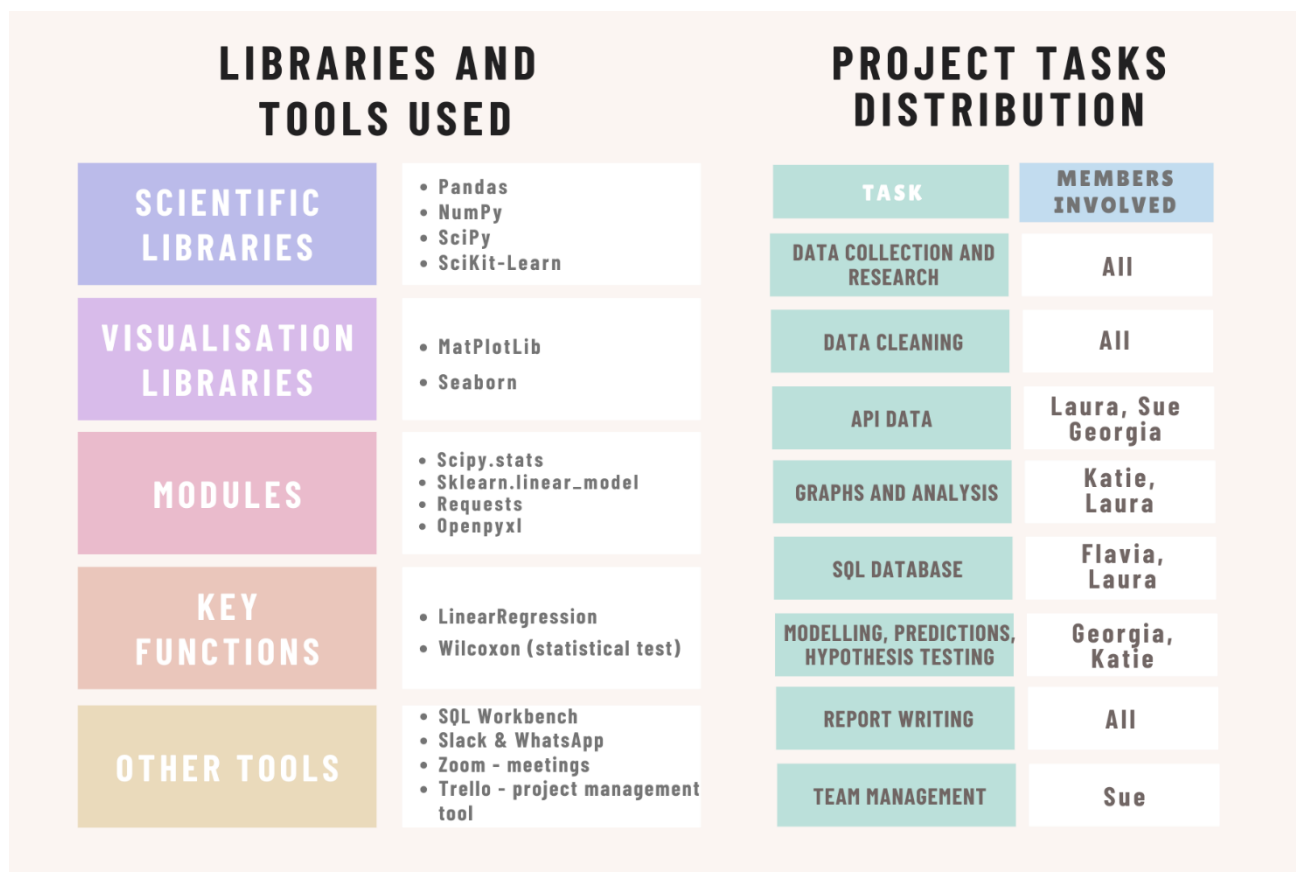 LIBRARIES AND
TOOLS USED
SCIENTIFIC
LIBRARIES
• Pandas
• NumPy
• SciPy
• SciKit-Learn
VISUALISATION
LIBRARIES
• MatPlotLib
• Seaborn
MODULES
• Scipy.stats
• Sklearn.linear_model
• Requests
• Openpyxl
KEY
FUNCTIONS
• LinearRegression
• Wilcoxon (statistical test)
OTHER TOOLS
• SQL Workbench
• Slack & WhatsApp
• Zoom - meetings
• Trello - project management
tool
PROJECT TASKS
DISTRIBUTION
TASK
MEMBERS
INVOLVED
DATA COLLECTION AND
RESEARCH
All
DATA CLEANING
All
API DATA
Laura, Sue
Georgia
GRAPHS AND ANALYSIS
Katie,
Laura
SQL DATABASE
Flavia,
Laura
MODELLING, PREDICTIONS,
HYPOTHESIS TESTING
Georgia,
Katie
REPORT WRITING
All
TEAM MANAGEMENT
Sue